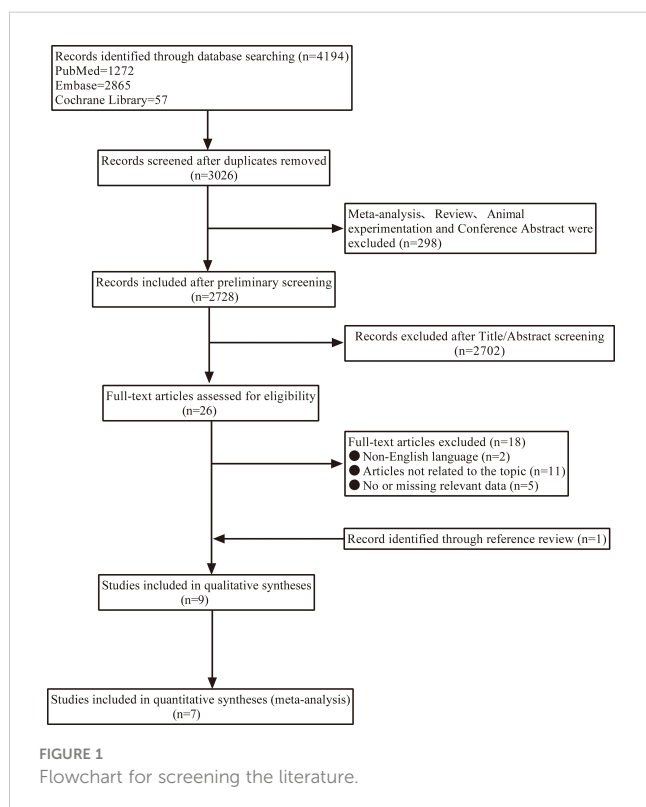 Records identified through database searching (n=4194)
PubMed=1272
Embase=2865
Cochrane Library=57
Records screened after duplicates removed
(n=3026)
Meta-analysis、 Review、 Animal
experimentation and Conference Abstract were
excluded (n=298)
Records included after preliminary screening
(n=2728)
Records excluded after Title/Abstract screening
(n=2702)
Full-text articles assessed for eligibility
(n=26)
Full-text articles excluded (n=18)
● Non-English language (n=2)
● Articles not related to the topic (n=11)
● No or missing relevant data (n=5)
Record identified through reference review (n=1)
Studies included in qualitative syntheses
(n=9)
Studies included in quantitative syntheses (meta-analysis)
(n=7)
FIGURE 1
Flowchart for screening the literature.